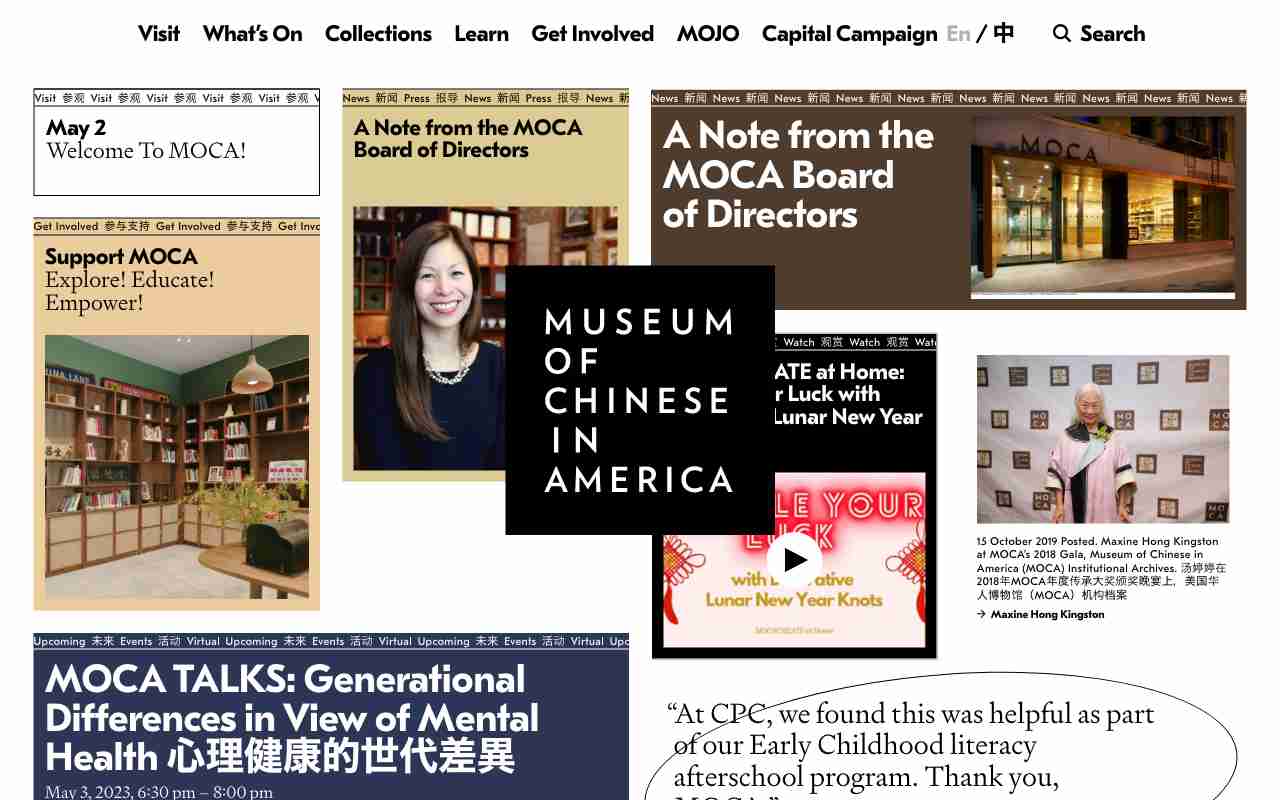 Visit What's On Collections Learn Get Involved MOJO Capital Campaign En / 中 Search
Visit 参观 Visit 参观 Visit 参观 Visit 参观 Visit 参观
May 2
Welcome To MOCA!
Get Involved 参与支持 Get Involved 参与支持 Get Invo
Support MOCA
Explore! Educate!
Empower!
News 新闻 Press 报导 News 新闻 Press 报导 News 新
A Note from the MOCA
Board of Directors
News 新闻 News 新闻 News 新闻 News 新闻 News 新闻 News 新闻 News 新闻 News 新闻 News 新闻 News
A Note from the
MOCA Board
of Directors
MOCA
MUSEUM
OF
CHINESE
IN
AMERICA
Watch 观赏 Watch 观赏 Watc
ATE at Home:
r Luck with
Lunar New Year
LE YOUR
LUCK
with
Lunar New Year Knots
MOCACREATE at Home
15 October 2019 Posted. Maxine Hong Kingston
at MOCA's 2018 Gala, Museum of Chinese in
America (MOCA) Institutional Archives. 汤婷婷在
2018年MOCA年度传承大奖颁奖晚宴上，美国华
人博物馆（MOCA）机构档案
→ Maxine Hong Kingston
Upcoming 未来 Events 活动 Virtual Upcoming 未来 Events 活动 Virtual Upcoming 未来 Events 活动 Virtual Upc
MOCA TALKS: Generational
Differences in View of Mental
Health 心理健康的世代差異
May 3, 2023, 6:30 pm – 8:00 pm
“At CPC, we found this was helpful as part
of our Early Childhood literacy
afterschool program. Thank you,
MOCA!”